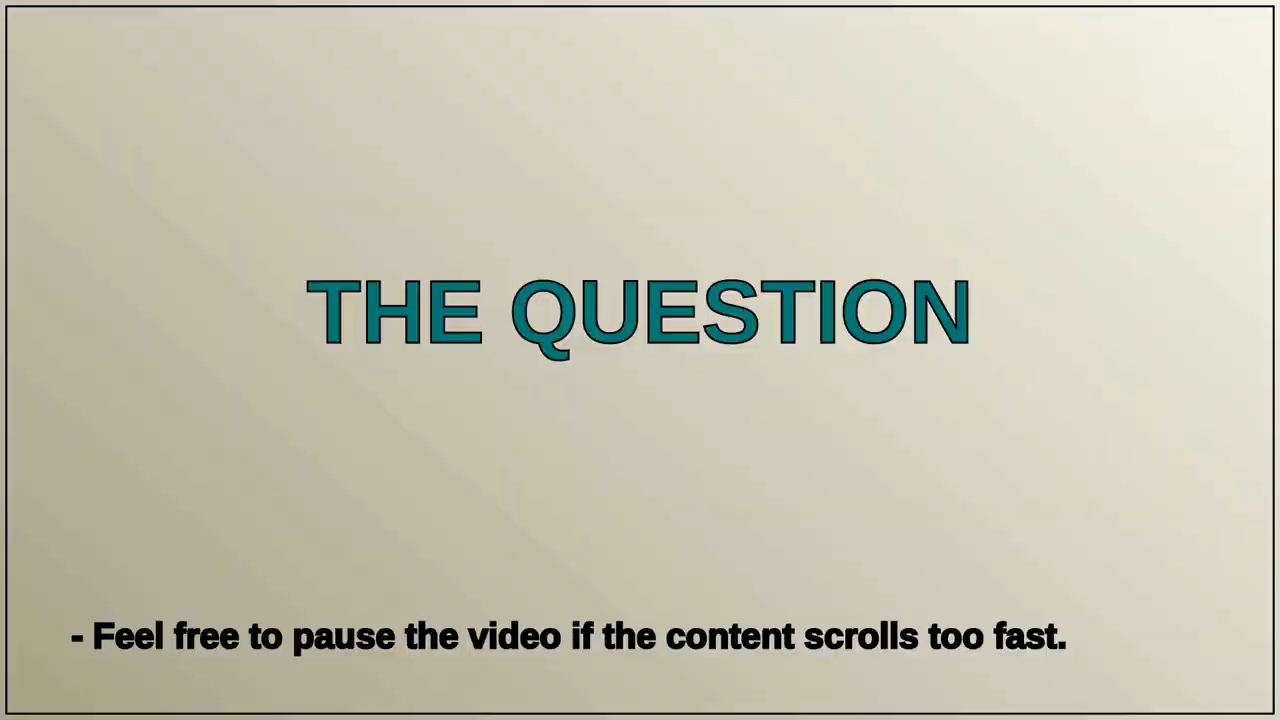 THE QUESTION
- Feel free to pause the video if the content scrolls too fast.